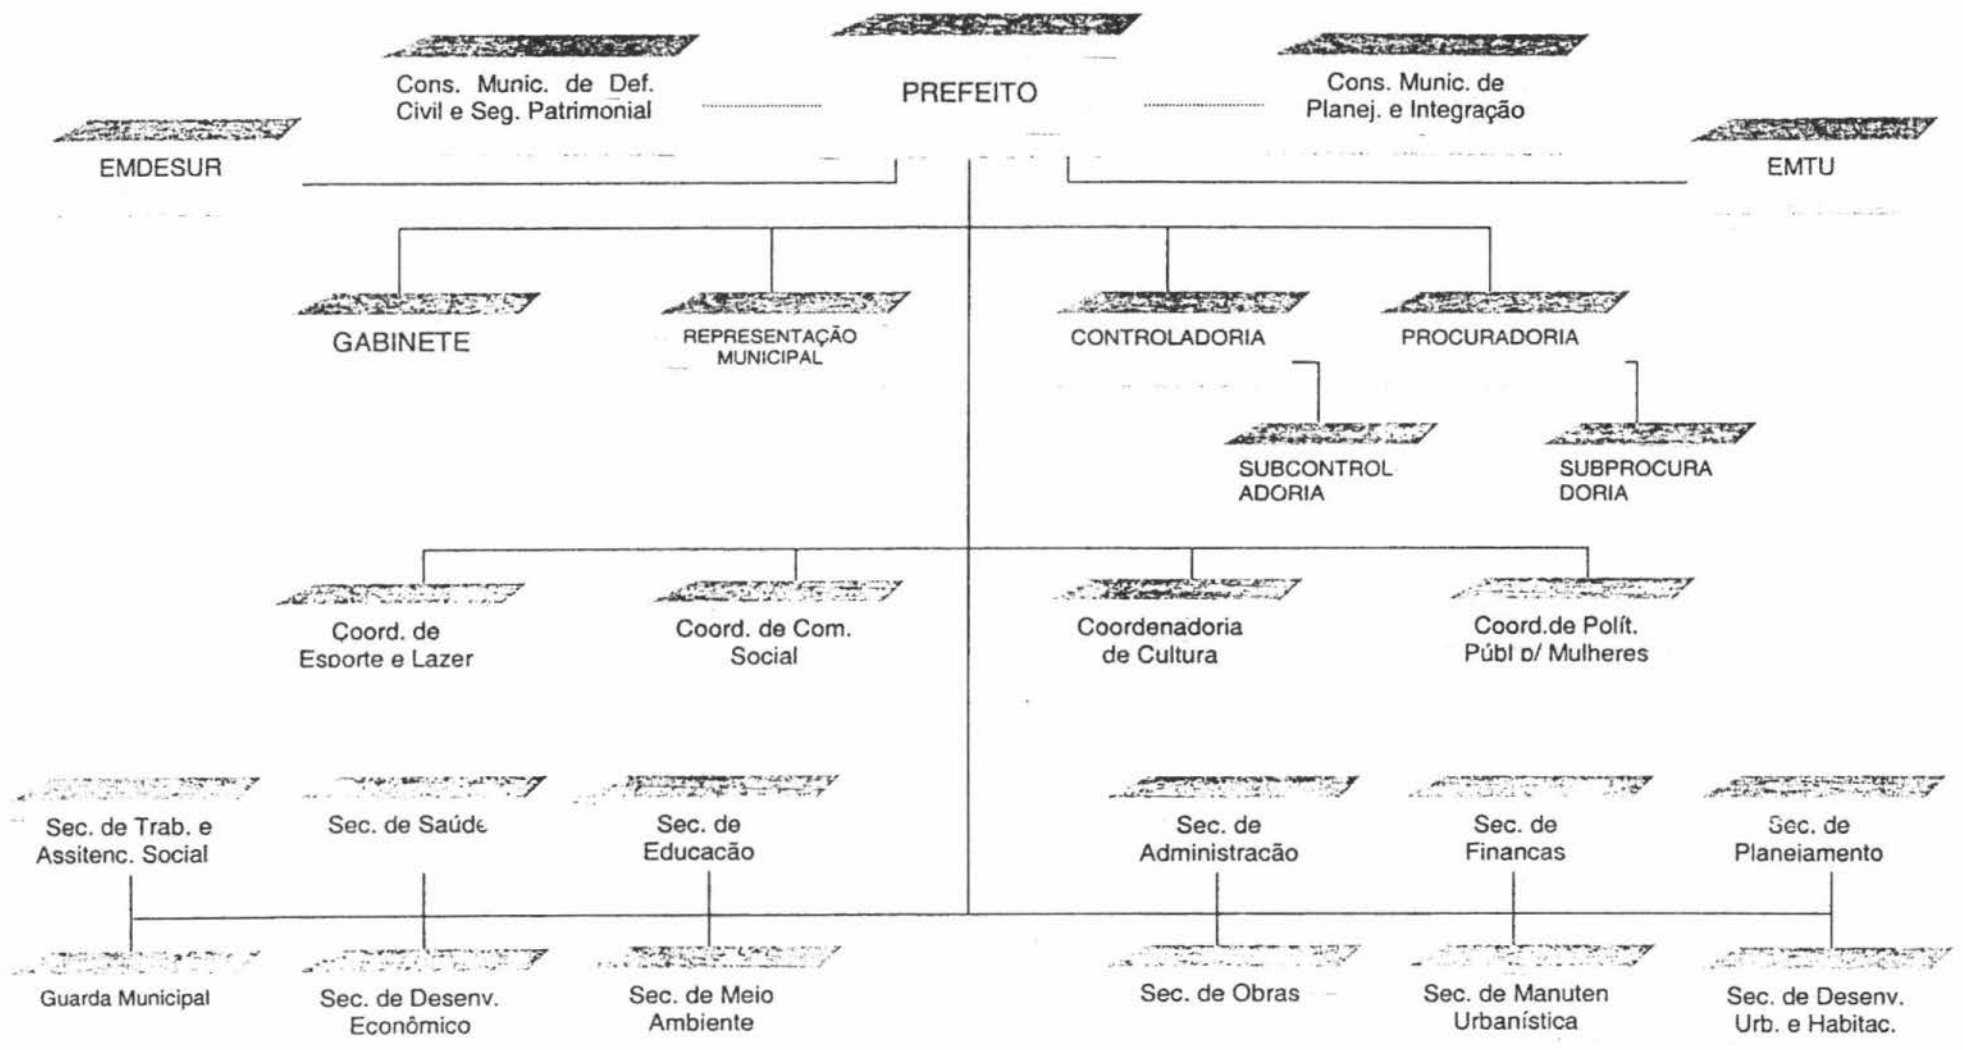 PREFEITO
Cons. Munic. de Def.
Civil e Seg. Patrimonial
Cons. Munic. de
Planej. e Integração
EMDESUR
EMTU
GABINETE
REPRESENTAÇÃO
MUNICIPAL
CONTROLADORIA
PROCURADORIA
SUBCONTROL
ADORIA
SUBPROCURA
DORIA
Coord. de
Esporte e Lazer
Coord. de Com.
Social
Coordenadoria
de Cultura
Coord.de Polít.
Públ p/ Mulheres
Sec. de Trab. e
Assitenc. Social
Sec. de Saúde
Sec. de
Educacão
Sec. de
Administracão
Sec. de
Financas
Sec. de
Planeiamento
Guarda Municipal
Sec. de Desenv.
Econômico
Sec. de Meio
Ambiente
Sec. de Obras
Sec. de Manuten
Urbanística
Sec. de Desenv.
Urb. e Habitac.